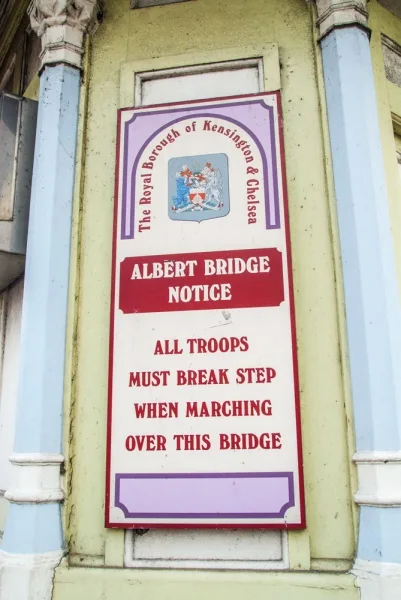 The Royal Borough of Kensington & Chelsea
ALBERT BRIDGE
NOTICE
ALL TROOPS
MUST BREAK STEP
WHEN MARCHING
OVER THIS BRIDGE